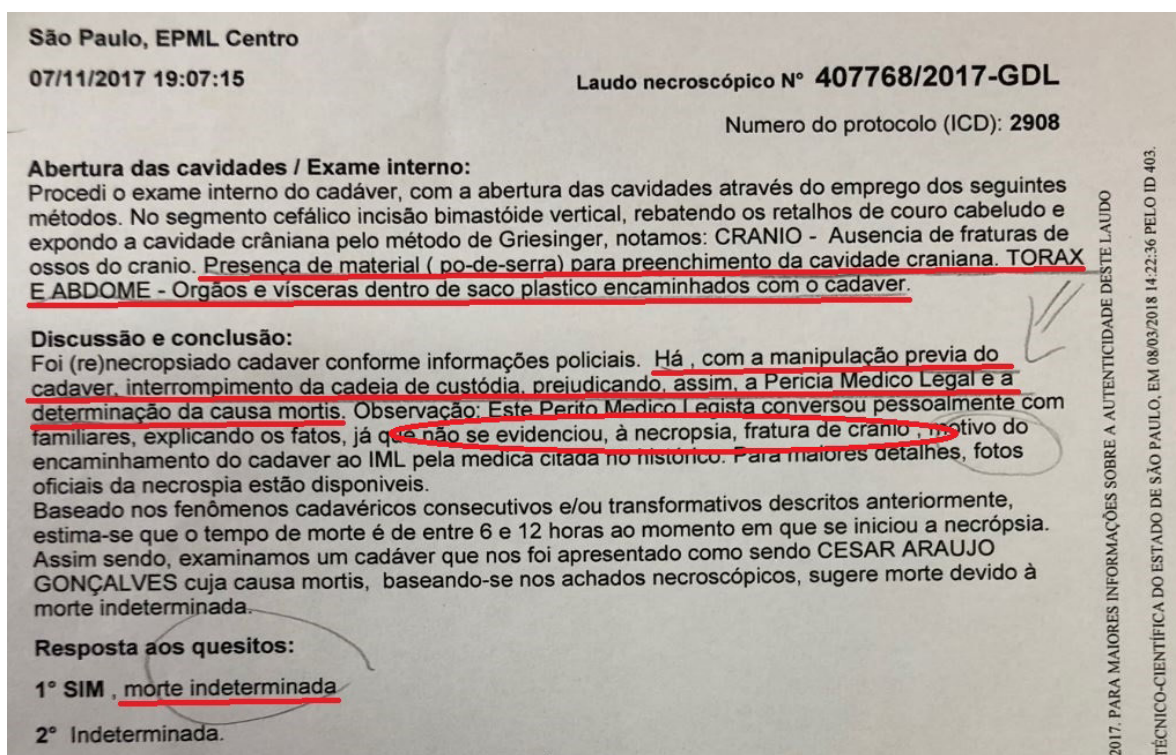 São Paulo, EPML Centro
07/11/2017 19:07:15
Laudo necroscópico N° 407768/2017-GDL
Numero do protocolo (ICD): 2908
Abertura das cavidades / Exame interno:
Procedi o exame interno do cadáver, com a abertura das cavidades através do emprego dos seguintes
métodos. No segmento cefálico incisão bimastóide vertical, rebatendo os retalhos de couro cabeludo e
expondo a cavidade crâniana pelo método de Griesinger, notamos: CRANIO - Ausencia de fraturas de
ossos do cranio. Presença de material ( po-de-serra) para preenchimento da cavidade craniana. TORAX
E ABDOME - Orgãos e vísceras dentro de saco plastico encaminhados com o cadaver.
Discussão e conclusão:
Foi (re)necropsiado cadaver conforme informações policiais. Há , com a manipulação previa do
cadaver, interrompimento da cadeia de custódia, prejudicando, assim, a Pericia Medico Legal e a
determinação da causa mortis. Observação: Este Perito Medico Legista conversou pessoalmente com
familiares, explicando os fatos, já que não se evidenciou, à necropsia, fratura de cranio , motivo do
encaminhamento do cadaver ao IML pela medica citada no histórico. Para maiores detalhes, fotos
oficiais da necrospia estão disponiveis.
Baseado nos fenômenos cadavéricos consecutivos e/ou transformativos descritos anteriormente,
estima-se que o tempo de morte é de entre 6 e 12 horas ao momento em que se iniciou a necrópsia.
Assim sendo, examinamos um cadáver que nos foi apresentado como sendo CESAR ARAUJO
GONÇALVES cuja causa mortis, baseando-se nos achados necroscópicos, sugere morte devido à
morte indeterminada.
Resposta aos quesitos:
1° SIM , morte indeterminada
2° Indeterminada.
2017. PARA MAIORES INFORMAÇÕES SOBRE A AUTENTICIDADE DESTE LAUDO
TÉCNICO-CIENTÍFICA DO ESTADO DE SÃO PAULO, EM 08/03/2018 14:22:36 PELO ID 403.